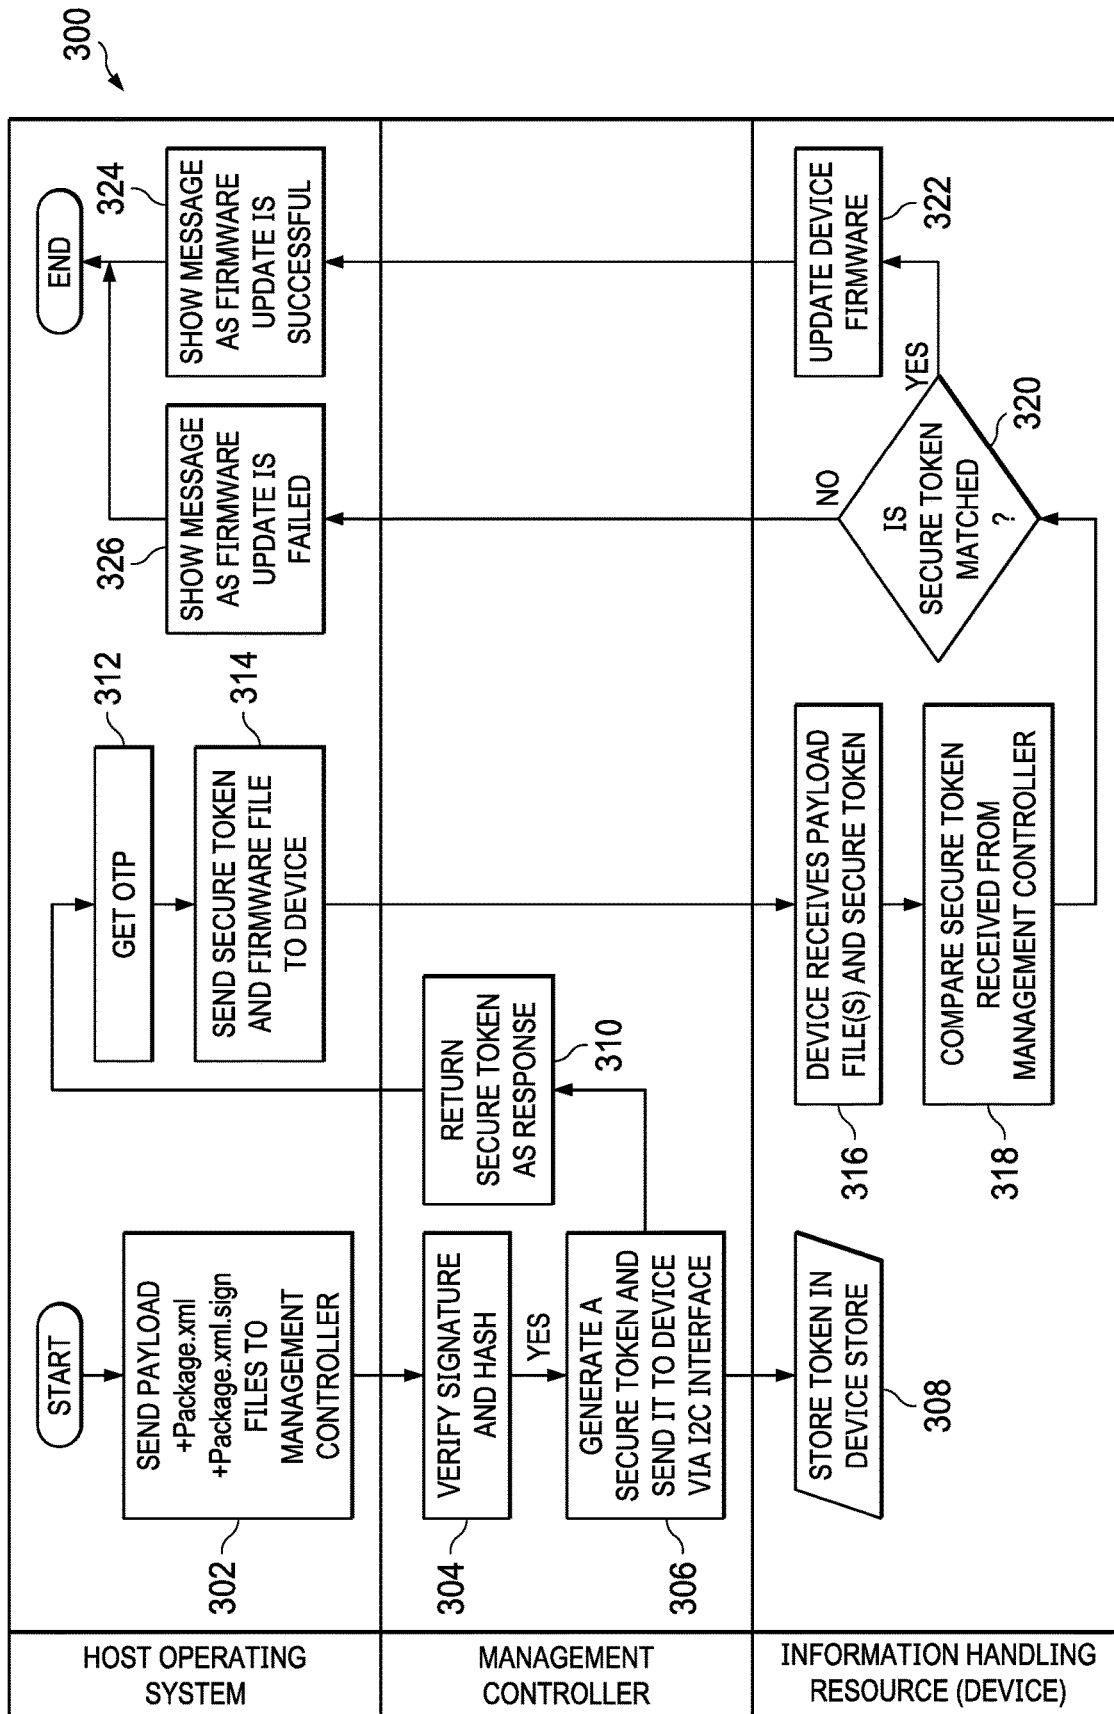 300
HOST OPERATING
SYSTEM
START
SEND PAYLOAD
+Package.xml
+Package.xml.sign
FILES TO
MANAGEMENT
CONTROLLER
302
GET OTP
312
SEND SECURE TOKEN
AND FIRMWARE FILE
TO DEVICE
314
SHOW MESSAGE
AS FIRMWARE
UPDATE IS
FAILED
326
SHOW MESSAGE
AS FIRMWARE
UPDATE IS
SUCCESSFUL
324
END
MANAGEMENT
CONTROLLER
VERIFY SIGNATURE
AND HASH
304
YES
GENERATE A
SECURE TOKEN AND
SEND IT TO DEVICE
VIA I2C INTERFACE
306
RETURN
SECURE TOKEN
AS RESPONSE
310
INFORMATION HANDLING
RESOURCE (DEVICE)
STORE TOKEN IN
DEVICE STORE
308
DEVICE RECEIVES PAYLOAD
FILE(S) AND SECURE TOKEN
316
COMPARE SECURE TOKEN
RECEIVED FROM
MANAGEMENT CONTROLLER
318
IS
SECURE TOKEN
MATCHED
?
320
NO
YES
UPDATE DEVICE
FIRMWARE
322